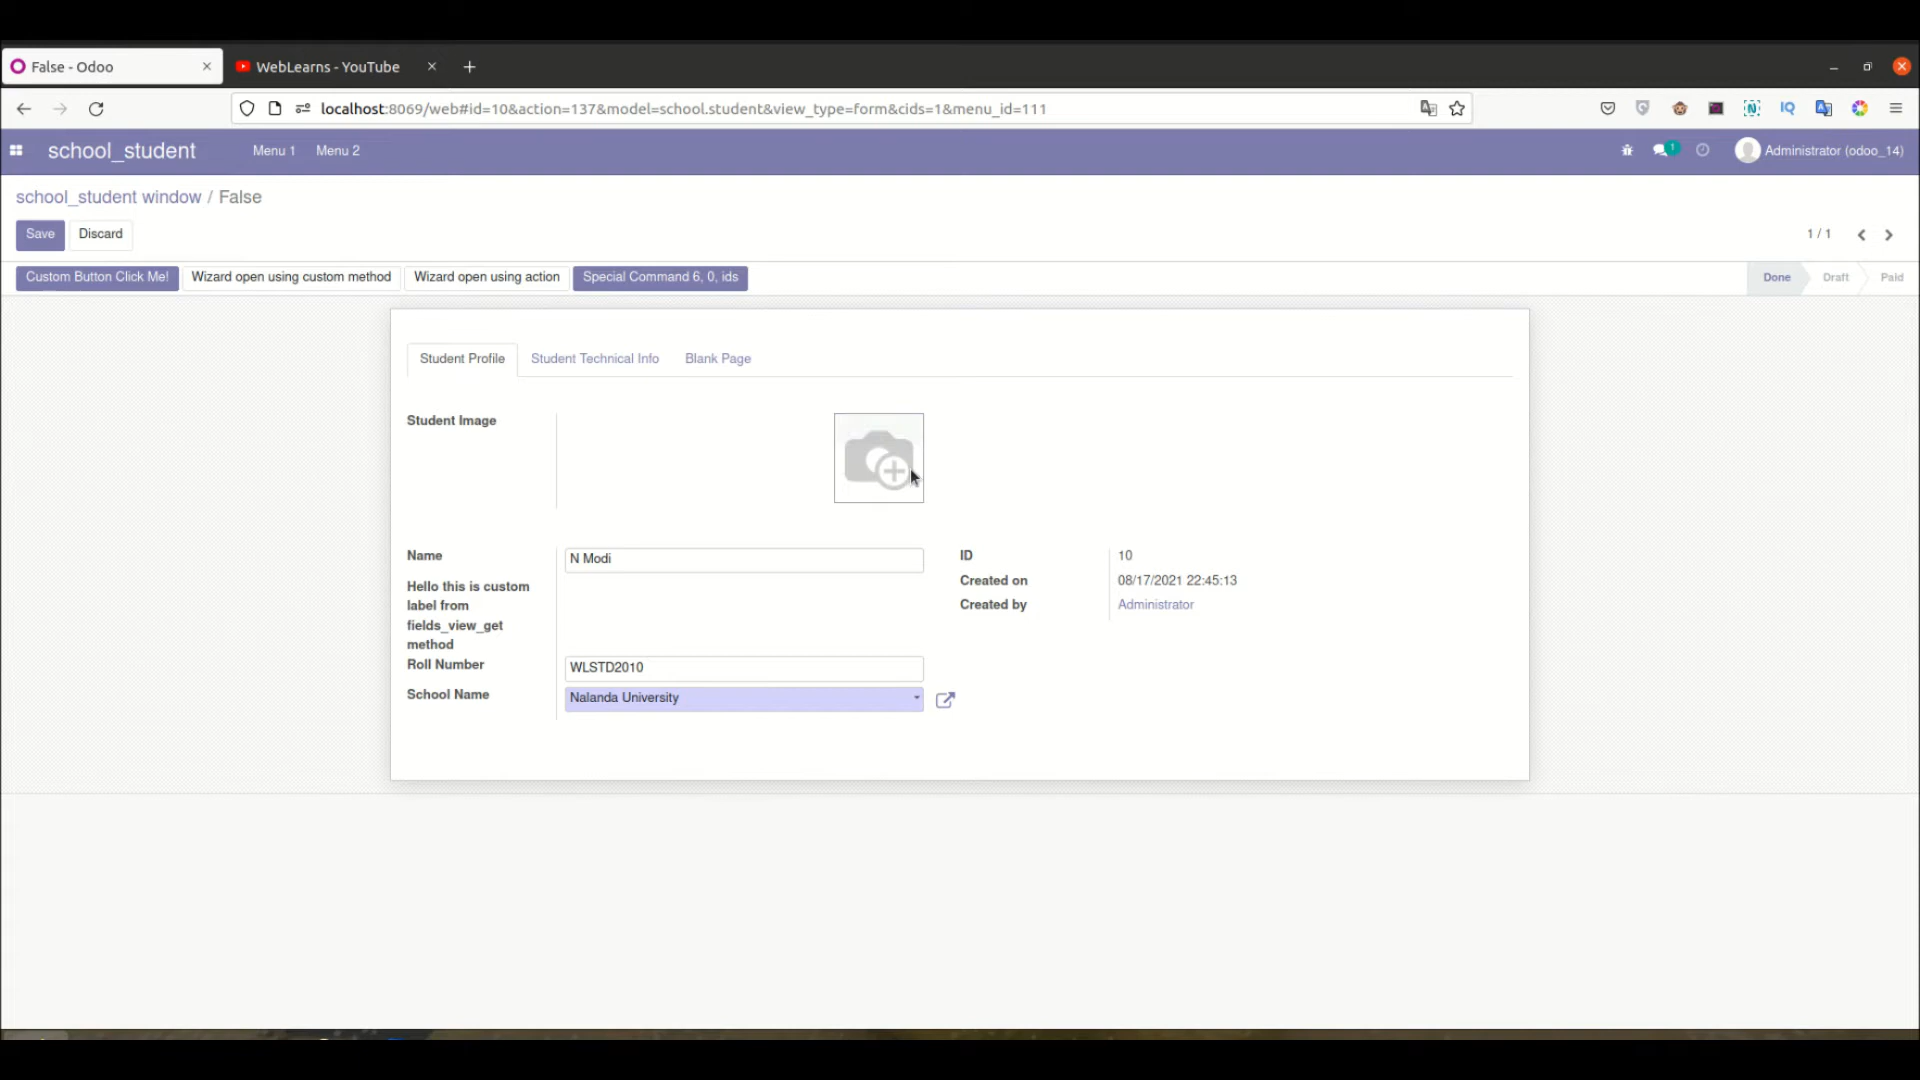 False - Odoo
WebLearns - YouTube
localhost:8069/web#id=10&action=137&model=school.student&view_type=form&cids=1&menu_id=111
IQ
school_student
Menu 1
Menu 2
1
Administrator (odoo_14)
school_student window / False
Save
Discard
1 / 1
Custom Button Click Me!
Wizard open using custom method
Wizard open using action
Special Command 6, 0, ids
Done
Draft
Paid
Student Profile
Student Technical Info
Blank Page
Student Image
Name
N Modi
ID
10
Hello this is custom
label from
fields_view_get
method
Created on
08/17/2021 22:45:13
Created by
Administrator
Roll Number
WLSTD2010
School Name
Nalanda University